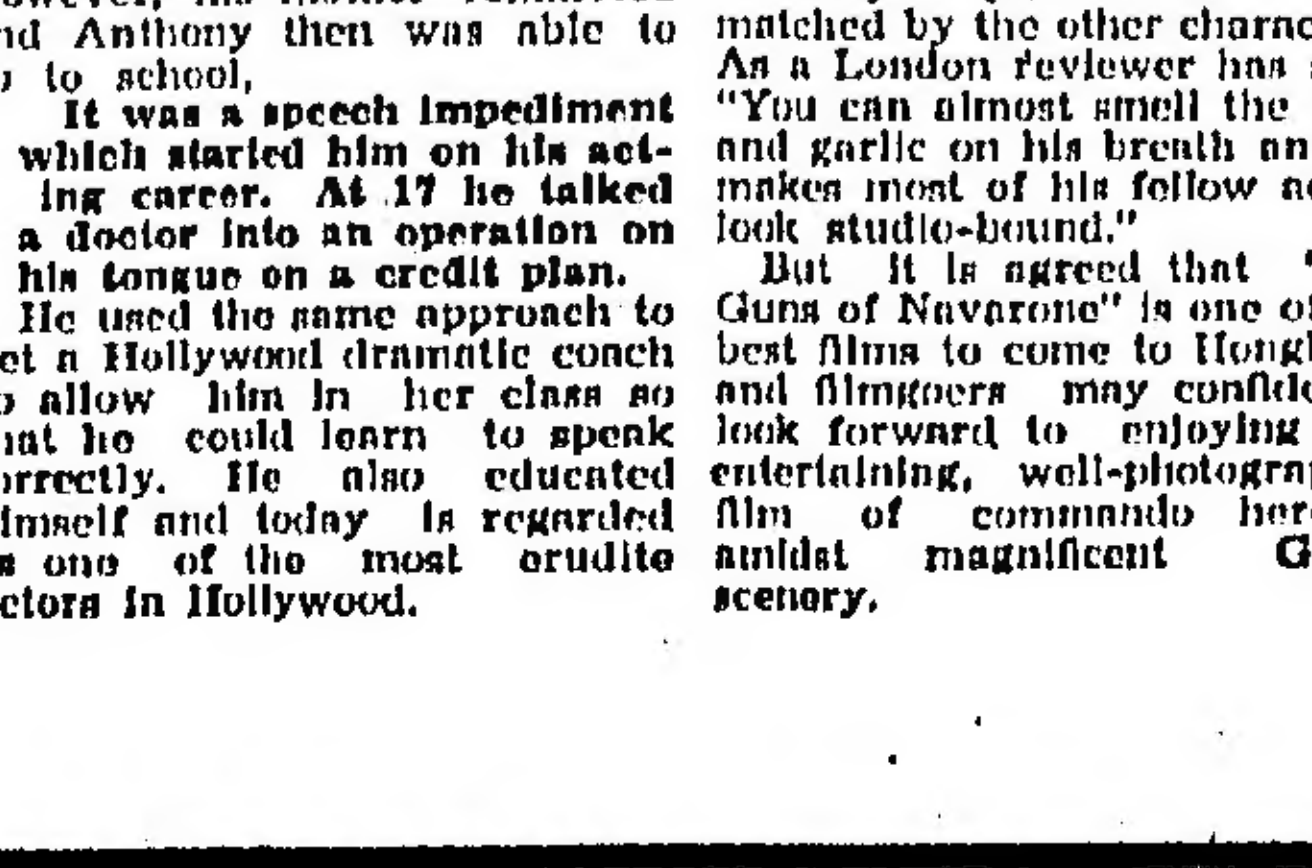 nd Anthony then was able to
to school,
It was a speech impediment
which started him on his act-
ing career. At 17 he talked
a doctor into an operation on
his tongue on a credit plan.
He used the same approach to
et a Hollywood dramatic coach
o allow him in her class so
hat he could learn to speak
orrectly. He also educated
imself and today is regarded
s one of the most erudite
ctors in Hollywood.
matched by the other charac
As a London reviewer has
"You can almost smell the
and garlic on his breath an
makes most of his fellow ac
look studio-bound."
But it is agreed that "
Guns of Navarone" is one o
best films to come to Hongk
and filmgoers may confide
look forward to enjoying
entertaining, well-photograp
film of commando her
amidst magnificent G
scenery.